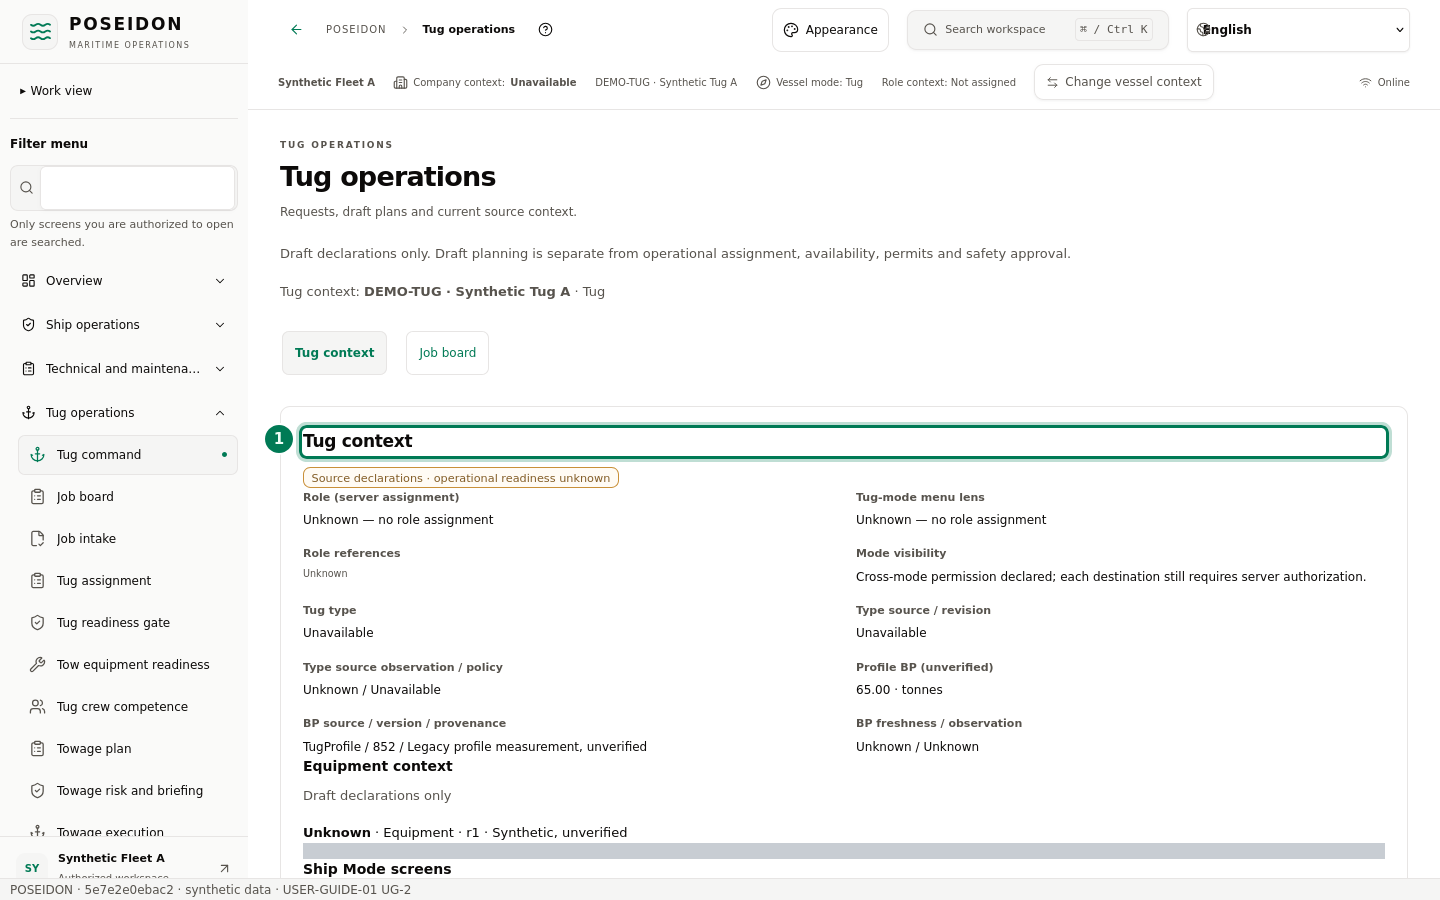 POSEIDON
MARITIME OPERATIONS
Work view
Filter menu
Only screens you are authorized to open
are searched.
Overview
Ship operations
Technical and maintena...
Tug operations
Tug command
Job board
Job intake
Tug assignment
Tug readiness gate
Tow equipment readiness
Tug crew competence
Towage plan
Towage risk and briefing
Towage execution
SY
Synthetic Fleet A
Authorized workspace
POSEIDON
Tug operations
Appearance
Search workspace
⌘ / Ctrl K
English
Synthetic Fleet A
Company context: Unavailable
DEMO-TUG · Synthetic Tug A
Vessel mode: Tug
Role context: Not assigned
Change vessel context
Online
TUG OPERATIONS
Tug operations
Requests, draft plans and current source context.
Draft declarations only. Draft planning is separate from operational assignment, availability, permits and safety approval.
Tug context: DEMO-TUG · Synthetic Tug A · Tug
Tug context
Job board
1
Tug context
Source declarations · operational readiness unknown
Role (server assignment)
Unknown — no role assignment
Tug-mode menu lens
Unknown — no role assignment
Role references
Unknown
Mode visibility
Cross-mode permission declared; each destination still requires server authorization.
Tug type
Unavailable
Type source / revision
Unavailable
Type source observation / policy
Unknown / Unavailable
Profile BP (unverified)
65.00 · tonnes
BP source / version / provenance
TugProfile / 852 / Legacy profile measurement, unverified
BP freshness / observation
Unknown / Unknown
Equipment context
Draft declarations only
Unknown · Equipment · r1 · Synthetic, unverified
Ship Mode screens
POSEIDON · 5e7e2e0ebac2 · synthetic data · USER-GUIDE-01 UG-2